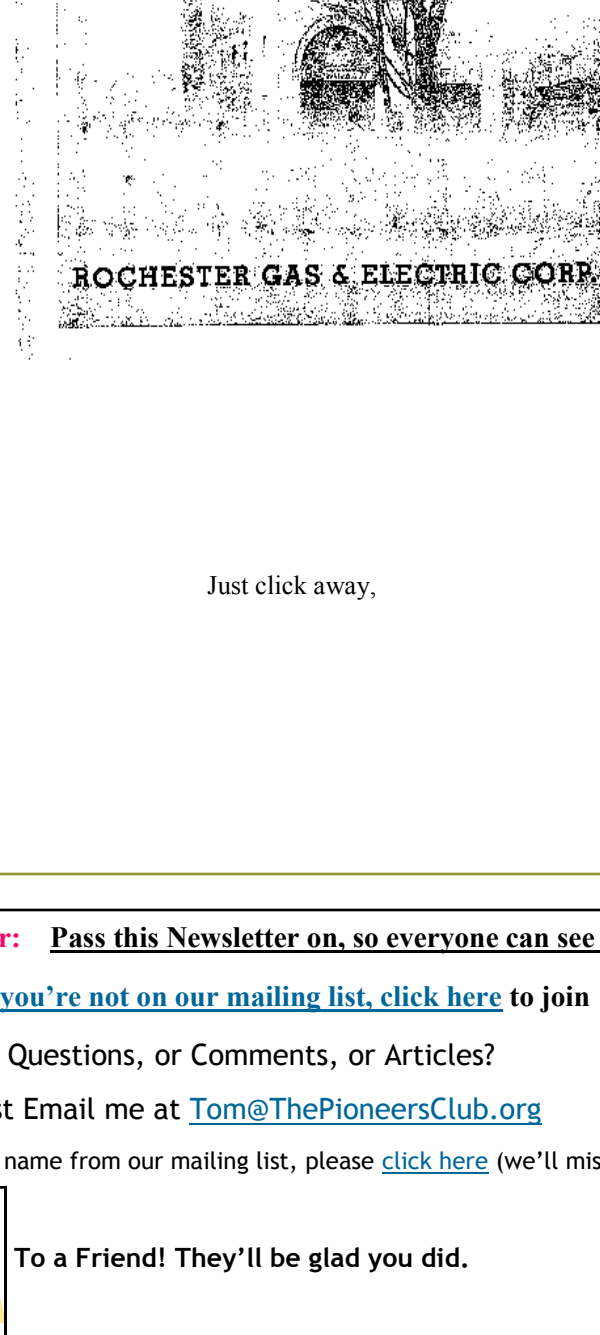 ROCHESTER GAS & ELECTRIC CORP.
Just click away,
r: Pass this Newsletter on, so everyone can see
you’re not on our mailing list, click here to join
Questions, or Comments, or Articles?
st Email me at Tom@ThePioneersClub.org
name from our mailing list, please click here (we’ll mis
To a Friend! They’ll be glad you did.